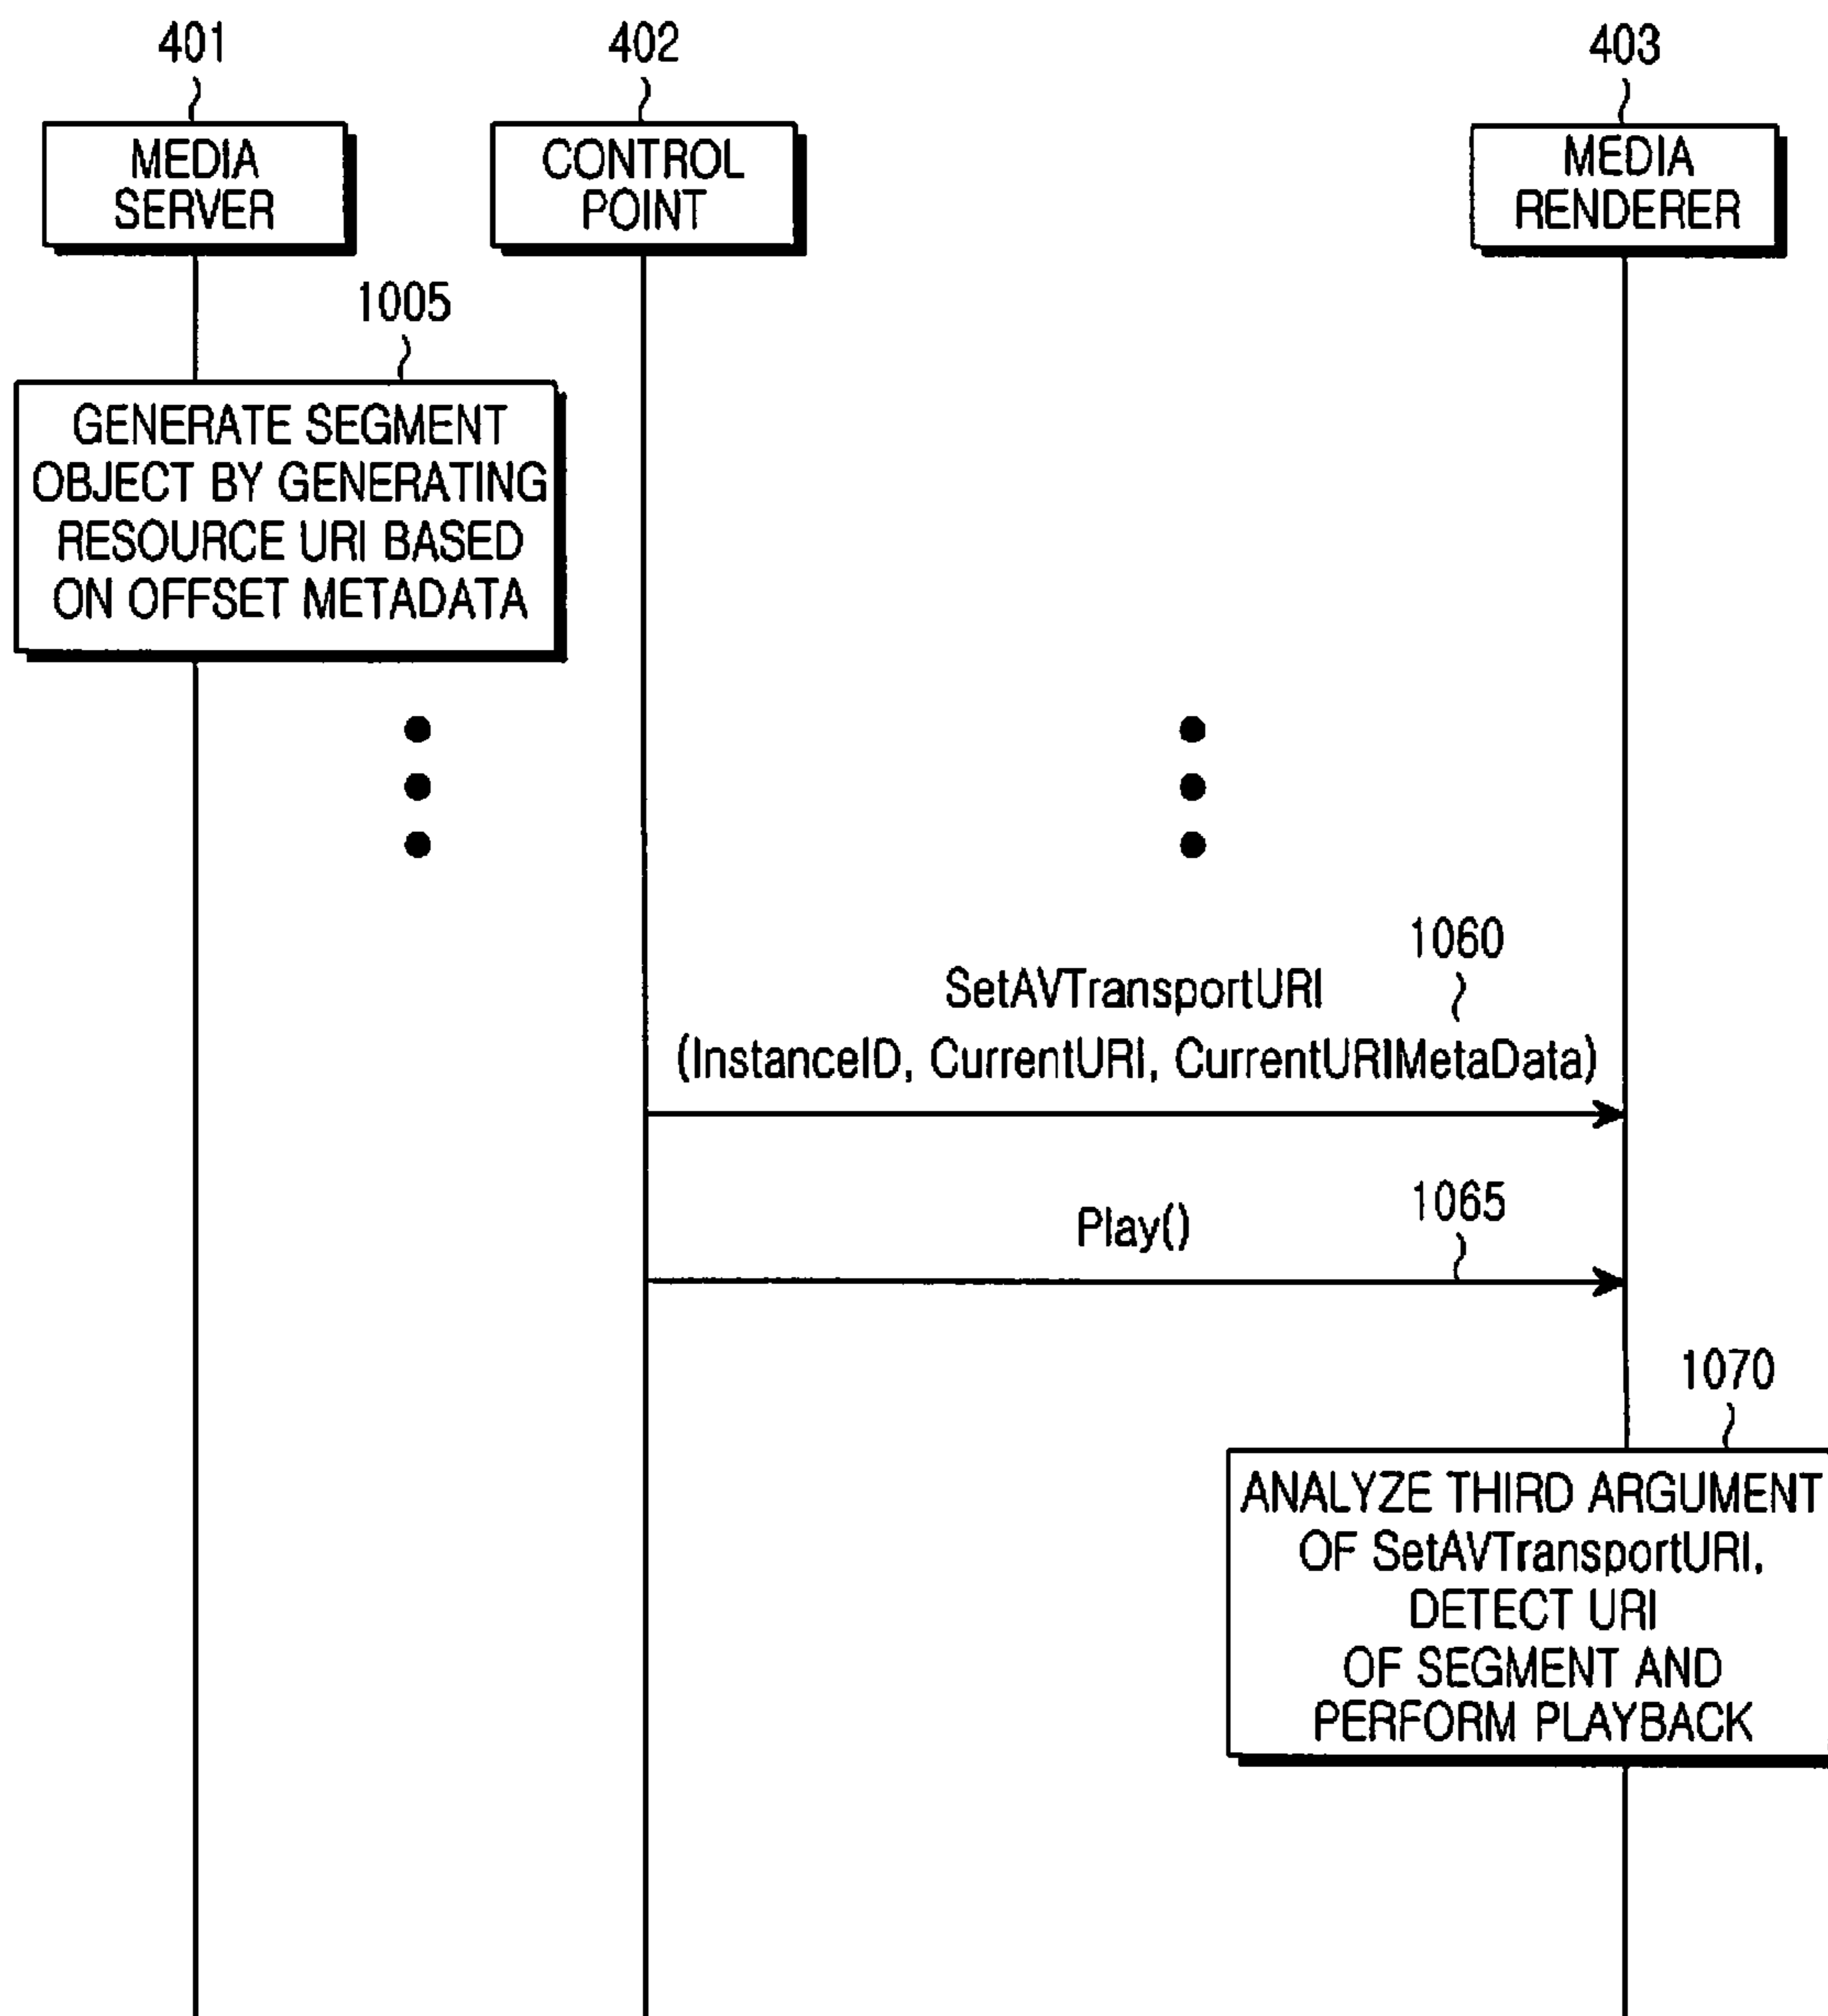 401
402
403
MEDIA
SERVER
CONTROL
POINT
MEDIA
RENDERER
1005
GENERATE SEGMENT
OBJECT BY GENERATING
RESOURCE URI BASED
ON OFFSET METADATA
1060
SetAVTransportURI
(InstanceID, CurrentURI, CurrentURIMetaData)
1065
Play()
1070
ANALYZE THIRD ARGUMENT
OF SetAVTransportURI,
DETECT URI
OF SEGMENT AND
PERFORM PLAYBACK